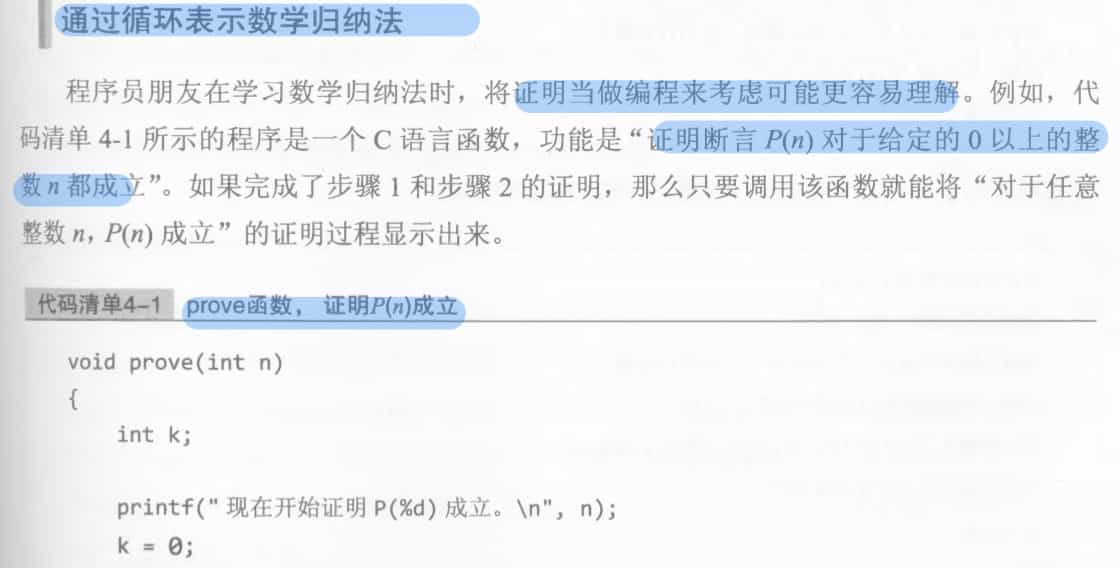 通过循环表示数学归纳法
程序员朋友在学习数学归纳法时，将证明当做编程来考虑可能更容易理解。例如，代
码清单 4-1 所示的程序是一个 C 语言函数，功能是“证明断言 P(n) 对于给定的 0 以上的整
数 n 都成立”。如果完成了步骤 1 和步骤 2 的证明，那么只要调用该函数就能将“对于任意
整数 n，P(n) 成立”的证明过程显示出来。
代码清单4-1 prove函数， 证明P(n)成立
void prove(int n)
{
int k;
printf(" 现在开始证明 P(%d) 成立。\n", n);
k = 0;